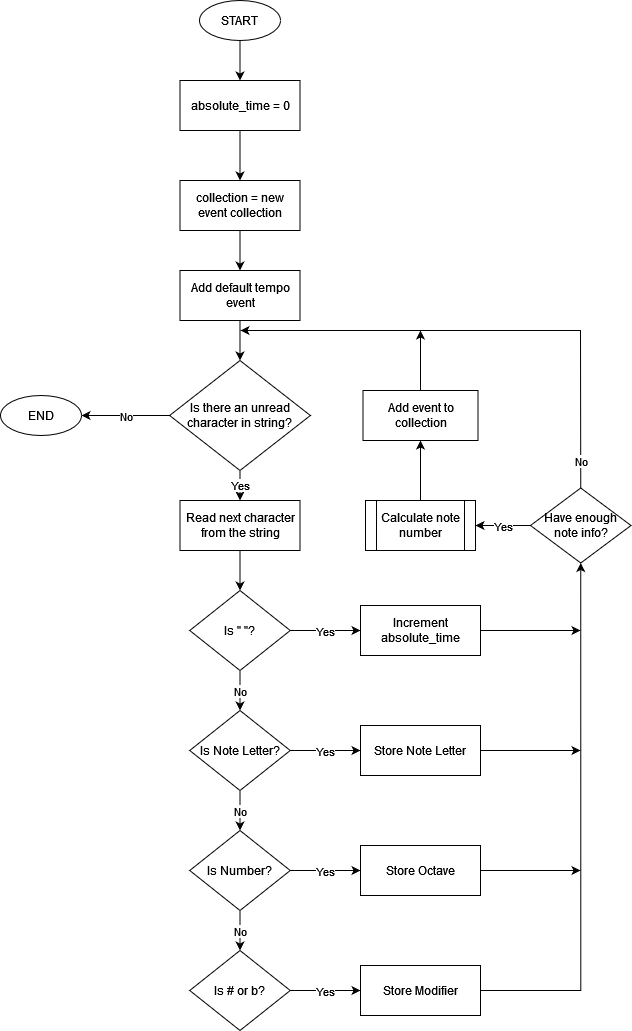 START
absolute_time = 0
collection = new
event collection
Add default tempo
event
Is there an unread
character in string?
No
END
Yes
Add event to
collection
No
Read next character
from the string
Calculate note
number
Yes
Have enough
note info?
Is " "?
Yes
Increment
absolute_time
No
Is Note Letter?
Yes
Store Note Letter
No
Is Number?
Yes
Store Octave
No
Is # or b?
Yes
Store Modifier